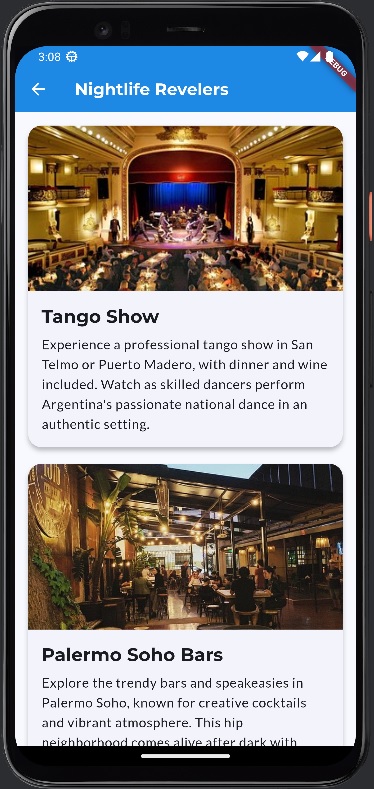 3:08
DEBUG
Nightlife Revelers
Tango Show
Experience a professional tango show in San
Telmo or Puerto Madero, with dinner and wine
included. Watch as skilled dancers perform
Argentina's passionate national dance in an
authentic setting.
Palermo Soho Bars
Explore the trendy bars and speakeasies in
Palermo Soho, known for creative cocktails
and vibrant atmosphere. This hip
neighborhood comes alive after dark with